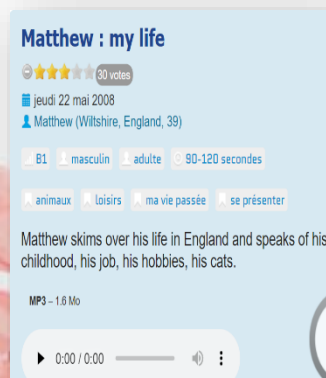 Matthew : my life
30 votes
jeudi 22 mai 2008
Matthew (Wiltshire, England, 39)
B1 masculin adulte 90-120 secondes
animaux loisirs ma vie passée se présenter
Matthew skims over his life in England and speaks of his
childhood, his job, his hobbies, his cats.
MP3 – 1.6 Mo
0:00 / 0:00